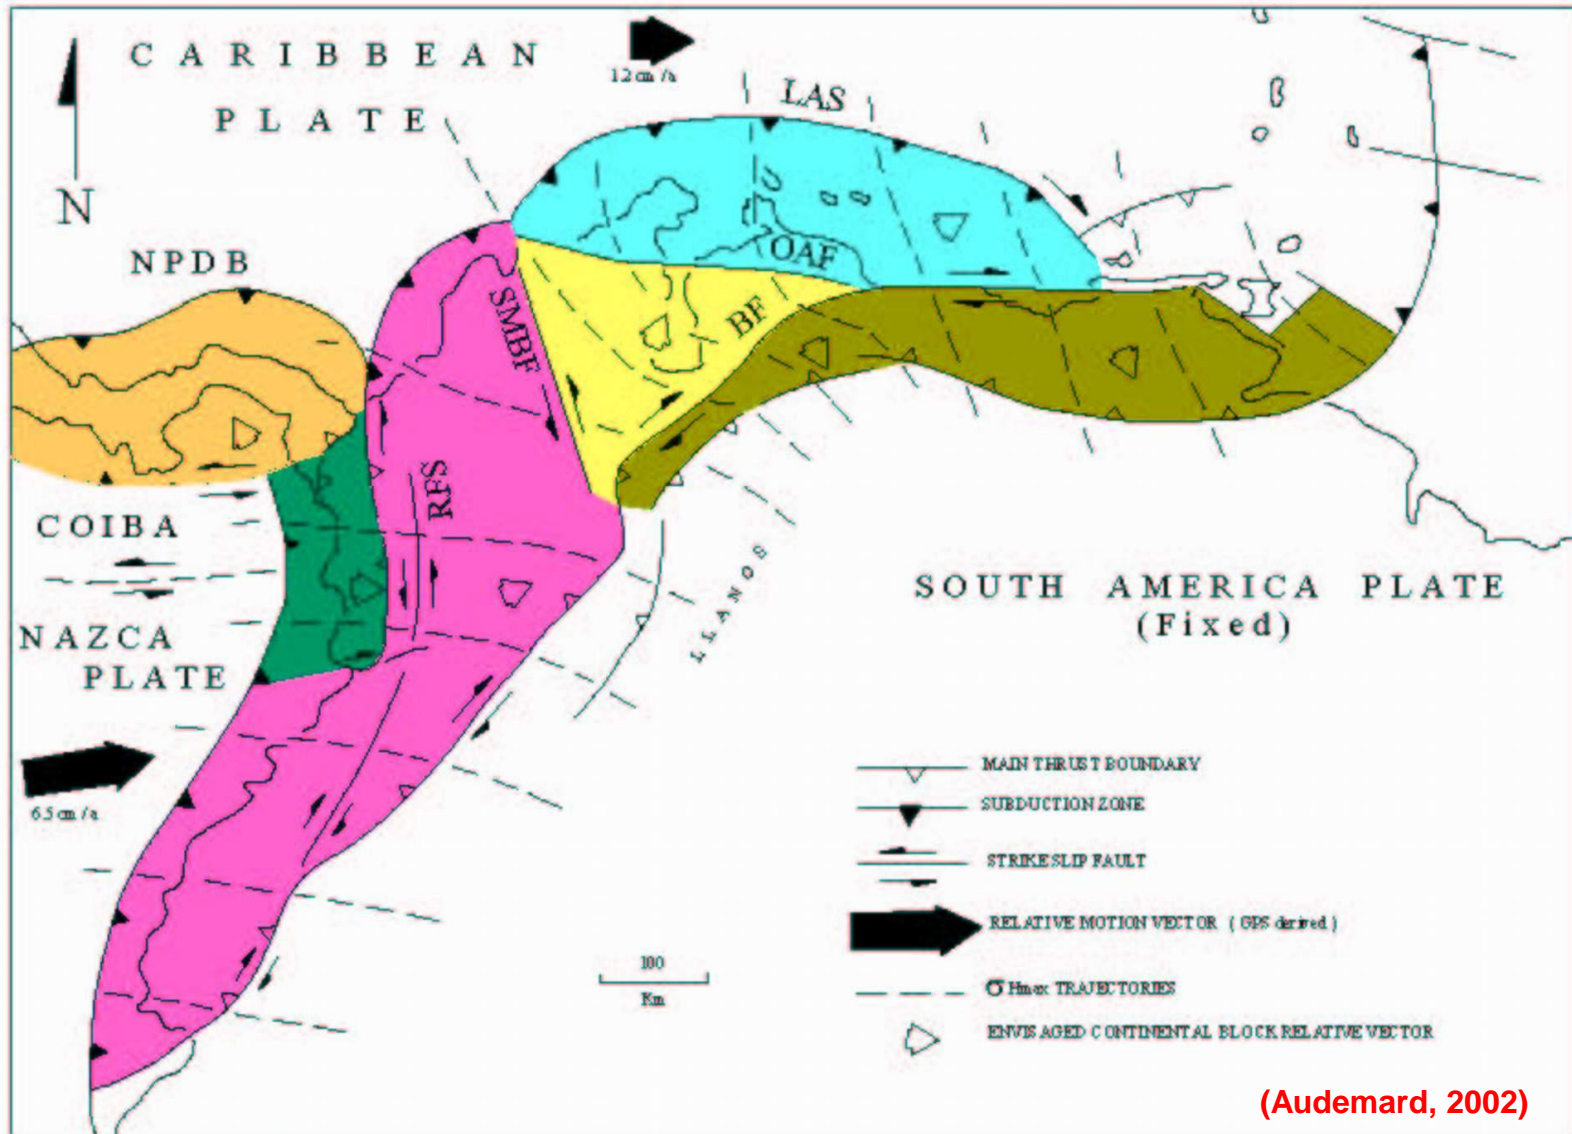 CARIBBEAN
PLATE
1.2 cm/a
N
LAS
OAF
NPDB
SMBF
BF
RFS
COIBA
NAZCA
PLATE
6.5 cm/a
LLANOS
SOUTH AMERICA PLATE
(Fixed)
MAIN THRUST BOUNDARY
SUBDUCTION ZONE
STRIKE SLIP FAULT
RELATIVE MOTION VECTOR (GPS derived)
σ Hmax TRAJECTORIES
ENVISAGED CONTINENTAL BLOCK RELATIVE VECTOR
100
Km
(Audemard, 2002)